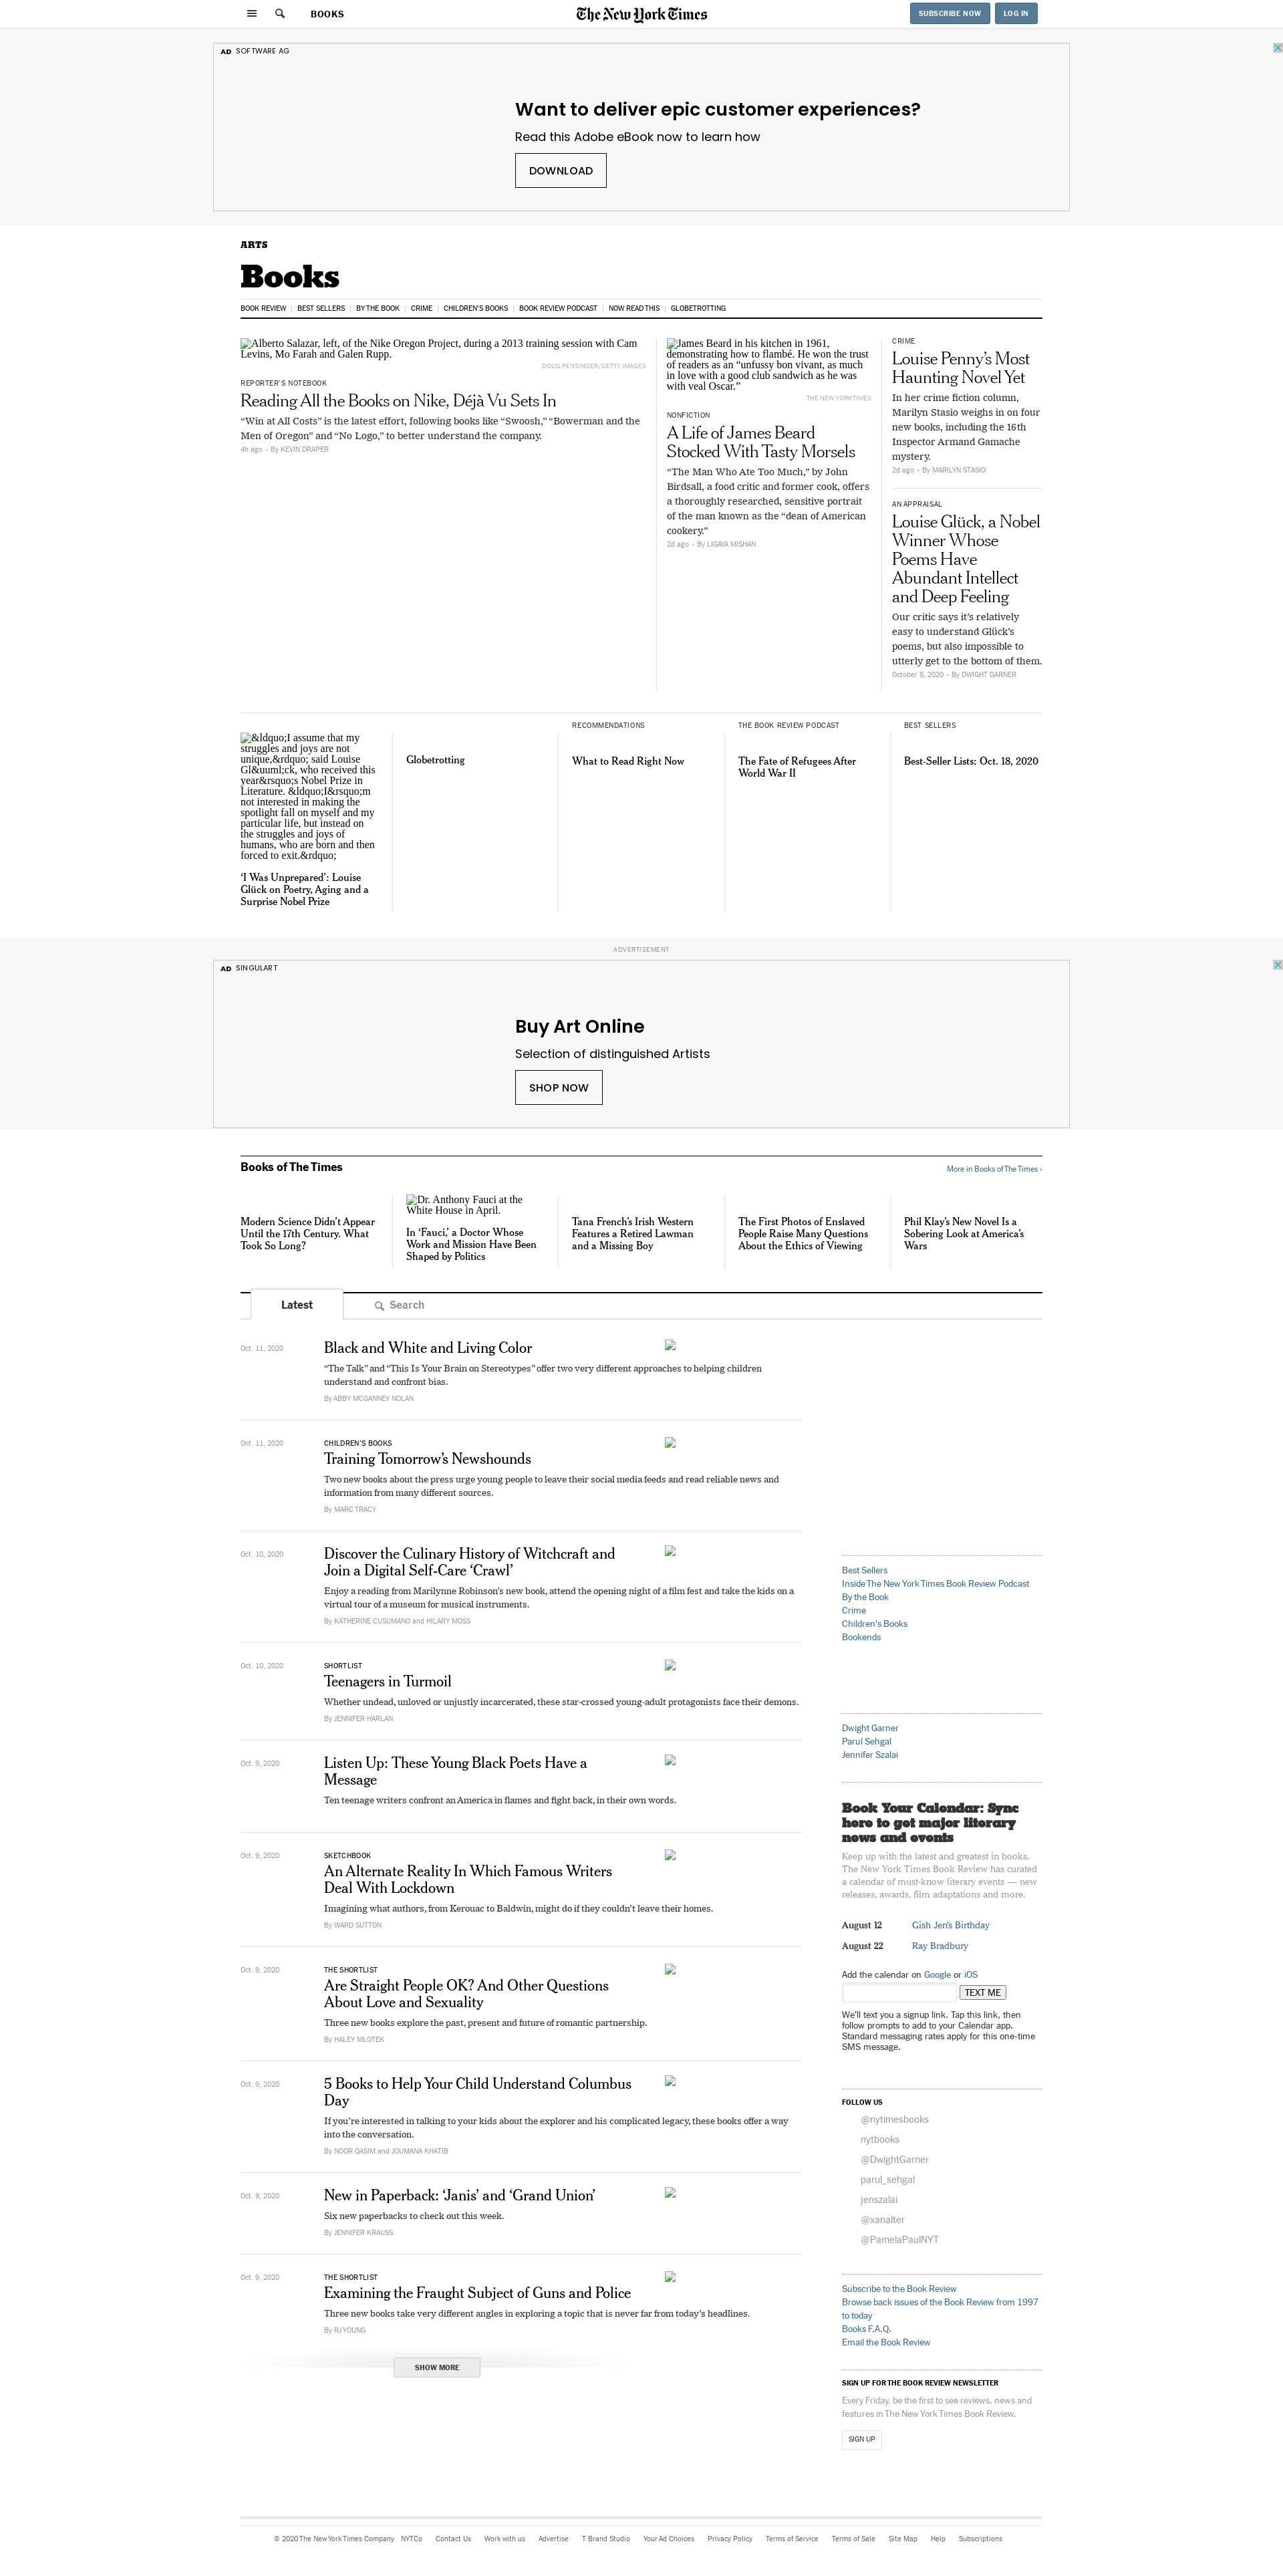 BOOKS
The New York Times
SUBSCRIBE NOW
LOG IN
AD SOFTWARE AG
Want to deliver epic customer experiences?
Read this Adobe eBook now to learn how
DOWNLOAD
ARTS
Books
BOOK REVIEW | BEST SELLERS | BY THE BOOK | CRIME | CHILDREN'S BOOKS | BOOK REVIEW PODCAST | NOW READ THIS | GLOBETROTTING
Alberto Salazar, left, of the Nike Oregon Project, during a 2013 training session with Cam
Levins, Mo Farah and Galen Rupp.
DOUG PENSINGER/GETTY IMAGES
REPORTER'S NOTEBOOK
Reading All the Books on Nike, Déjà Vu Sets In
“Win at All Costs” is the latest effort, following books like “Swoosh,” “Bowerman and the
Men of Oregon” and “No Logo,” to better understand the company.
4h ago • By KEVIN DRAPER
James Beard in his kitchen in 1961,
demonstrating how to flambé. He won the trust
of readers as an “unfussy bon vivant, as much
in love with a good club sandwich as he was
with veal Oscar.”
THE NEW YORK TIMES
NONFICTION
A Life of James Beard
Stocked With Tasty Morsels
“The Man Who Ate Too Much,” by John
Birdsall, a food critic and former cook, offers
a thoroughly researched, sensitive portrait
of the man known as the “dean of American
cookery.”
2d ago • By LIGAYA MISHAN
CRIME
Louise Penny’s Most
Haunting Novel Yet
In her crime fiction column,
Marilyn Stasio weighs in on four
new books, including the 16th
Inspector Armand Gamache
mystery.
2d ago • By MARILYN STASIO
AN APPRAISAL
Louise Glück, a Nobel
Winner Whose
Poems Have
Abundant Intellect
and Deep Feeling
Our critic says it’s relatively
easy to understand Glück’s
poems, but also impossible to
utterly get to the bottom of them.
October 8, 2020 • By DWIGHT GARNER
&ldquo;I assume that my
struggles and joys are not
unique,&rdquo; said Louise
Gl&uuml;ck, who received this
year&rsquo;s Nobel Prize in
Literature. &ldquo;I&rsquo;m
not interested in making the
spotlight fall on myself and my
particular life, but instead on
the struggles and joys of
humans, who are born and then
forced to exit.&rdquo;
‘I Was Unprepared’: Louise
Glück on Poetry, Aging and a
Surprise Nobel Prize
Globetrotting
RECOMMENDATIONS
What to Read Right Now
THE BOOK REVIEW PODCAST
The Fate of Refugees After
World War II
BEST SELLERS
Best-Seller Lists: Oct. 18, 2020
ADVERTISEMENT
AD SINGULART
Buy Art Online
Selection of distinguished Artists
SHOP NOW
Books of The Times
More in Books of The Times ›
Modern Science Didn’t Appear
Until the 17th Century. What
Took So Long?
Dr. Anthony Fauci at the
White House in April.
In ‘Fauci,’ a Doctor Whose
Work and Mission Have Been
Shaped by Politics
Tana French’s Irish Western
Features a Retired Lawman
and a Missing Boy
The First Photos of Enslaved
People Raise Many Questions
About the Ethics of Viewing
Phil Klay’s New Novel Is a
Sobering Look at America’s
Wars
Latest
Search
Oct. 11, 2020
Black and White and Living Color
“The Talk” and “This Is Your Brain on Stereotypes” offer two very different approaches to helping children
understand and confront bias.
By ABBY MCGANNEY NOLAN
Oct. 11, 2020
CHILDREN’S BOOKS
Training Tomorrow’s Newshounds
Two new books about the press urge young people to leave their social media feeds and read reliable news and
information from many different sources.
By MARC TRACY
Oct. 10, 2020
Discover the Culinary History of Witchcraft and
Join a Digital Self-Care ‘Crawl’
Enjoy a reading from Marilynne Robinson’s new book, attend the opening night of a film fest and take the kids on a
virtual tour of a museum for musical instruments.
By KATHERINE CUSUMANO and HILARY MOSS
Oct. 10, 2020
SHORTLIST
Teenagers in Turmoil
Whether undead, unloved or unjustly incarcerated, these star-crossed young-adult protagonists face their demons.
By JENNIFER HARLAN
Oct. 9, 2020
Listen Up: These Young Black Poets Have a
Message
Ten teenage writers confront an America in flames and fight back, in their own words.
Oct. 9, 2020
SKETCHBOOK
An Alternate Reality In Which Famous Writers
Deal With Lockdown
Imagining what authors, from Kerouac to Baldwin, might do if they couldn’t leave their homes.
By WARD SUTTON
Oct. 9, 2020
THE SHORTLIST
Are Straight People OK? And Other Questions
About Love and Sexuality
Three new books explore the past, present and future of romantic partnership.
By HALEY MLOTEK
Oct. 9, 2020
5 Books to Help Your Child Understand Columbus
Day
If you’re interested in talking to your kids about the explorer and his complicated legacy, these books offer a way
into the conversation.
By NOOR QASIM and JOUMANA KHATIB
Oct. 9, 2020
New in Paperback: ‘Janis’ and ‘Grand Union’
Six new paperbacks to check out this week.
By JENNIFER KRAUSS
Oct. 9, 2020
THE SHORTLIST
Examining the Fraught Subject of Guns and Police
Three new books take very different angles in exploring a topic that is never far from today’s headlines.
By RJ YOUNG
SHOW MORE
Best Sellers
Inside The New York Times Book Review Podcast
By the Book
Crime
Children's Books
Bookends
Dwight Garner
Parul Sehgal
Jennifer Szalai
Book Your Calendar: Sync
here to get major literary
news and events
Keep up with the latest and greatest in books.
The New York Times Book Review has curated
a calendar of must-know literary events — new
releases, awards, film adaptations and more.
August 12 Gish Jen’s Birthday
August 22 Ray Bradbury
Add the calendar on Google or iOS
TEXT ME
We’ll text you a signup link. Tap this link, then
follow prompts to add to your Calendar app.
Standard messaging rates apply for this one-time
SMS message.
FOLLOW US
@nytimesbooks
nytbooks
@DwightGarner
parul_sehgal
jenszalai
@xanalter
@PamelaPaulNYT
Subscribe to the Book Review
Browse back issues of the Book Review from 1997
to today
Books F.A.Q.
Email the Book Review
SIGN UP FOR THE BOOK REVIEW NEWSLETTER
Every Friday, be the first to see reviews, news and
features in The New York Times Book Review.
SIGN UP
© 2020 The New York Times Company NYTCo Contact Us Work with us Advertise T Brand Studio Your Ad Choices Privacy Policy Terms of Service Terms of Sale Site Map Help Subscriptions